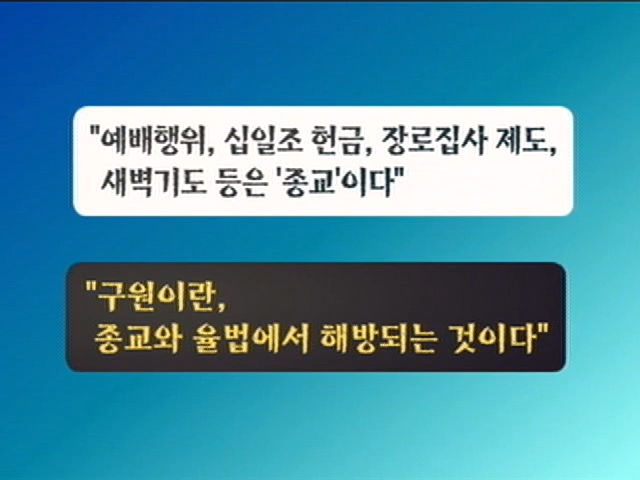 "예배행위, 십일조 헌금, 장로집사 제도,
새벽기도 등은 '종교'이다"
"구원이란,
종교와 율법에서 해방되는 것이다"